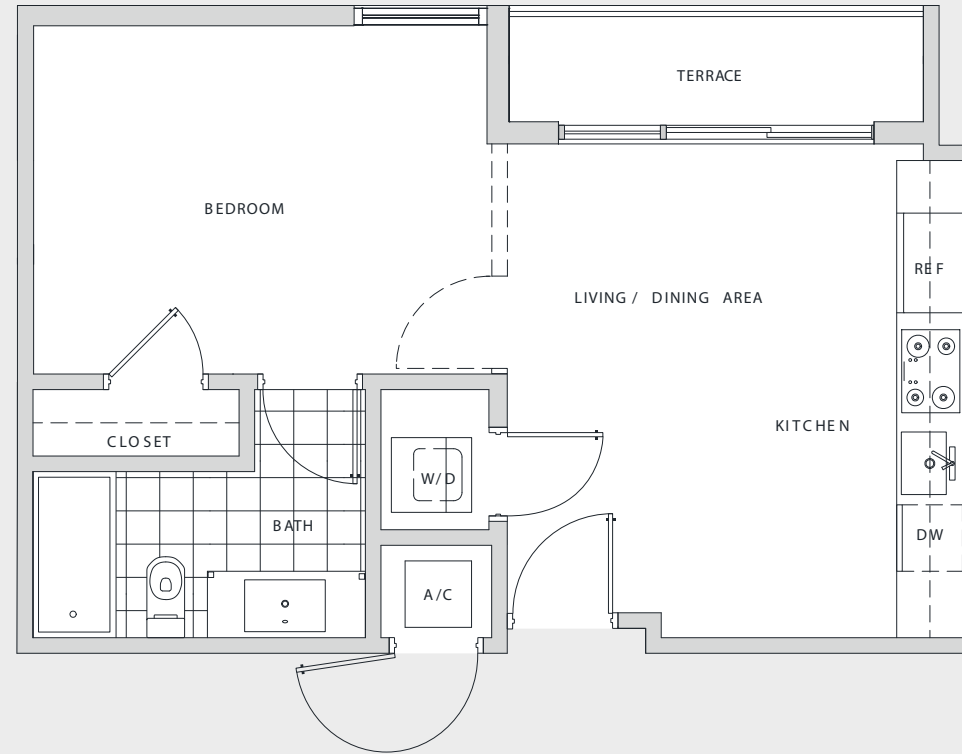 TERRACE
BEDROOM
REF
LIVING / DINING AREA
KITCHEN
CLOSET
W/D
BATH
DW
A/C